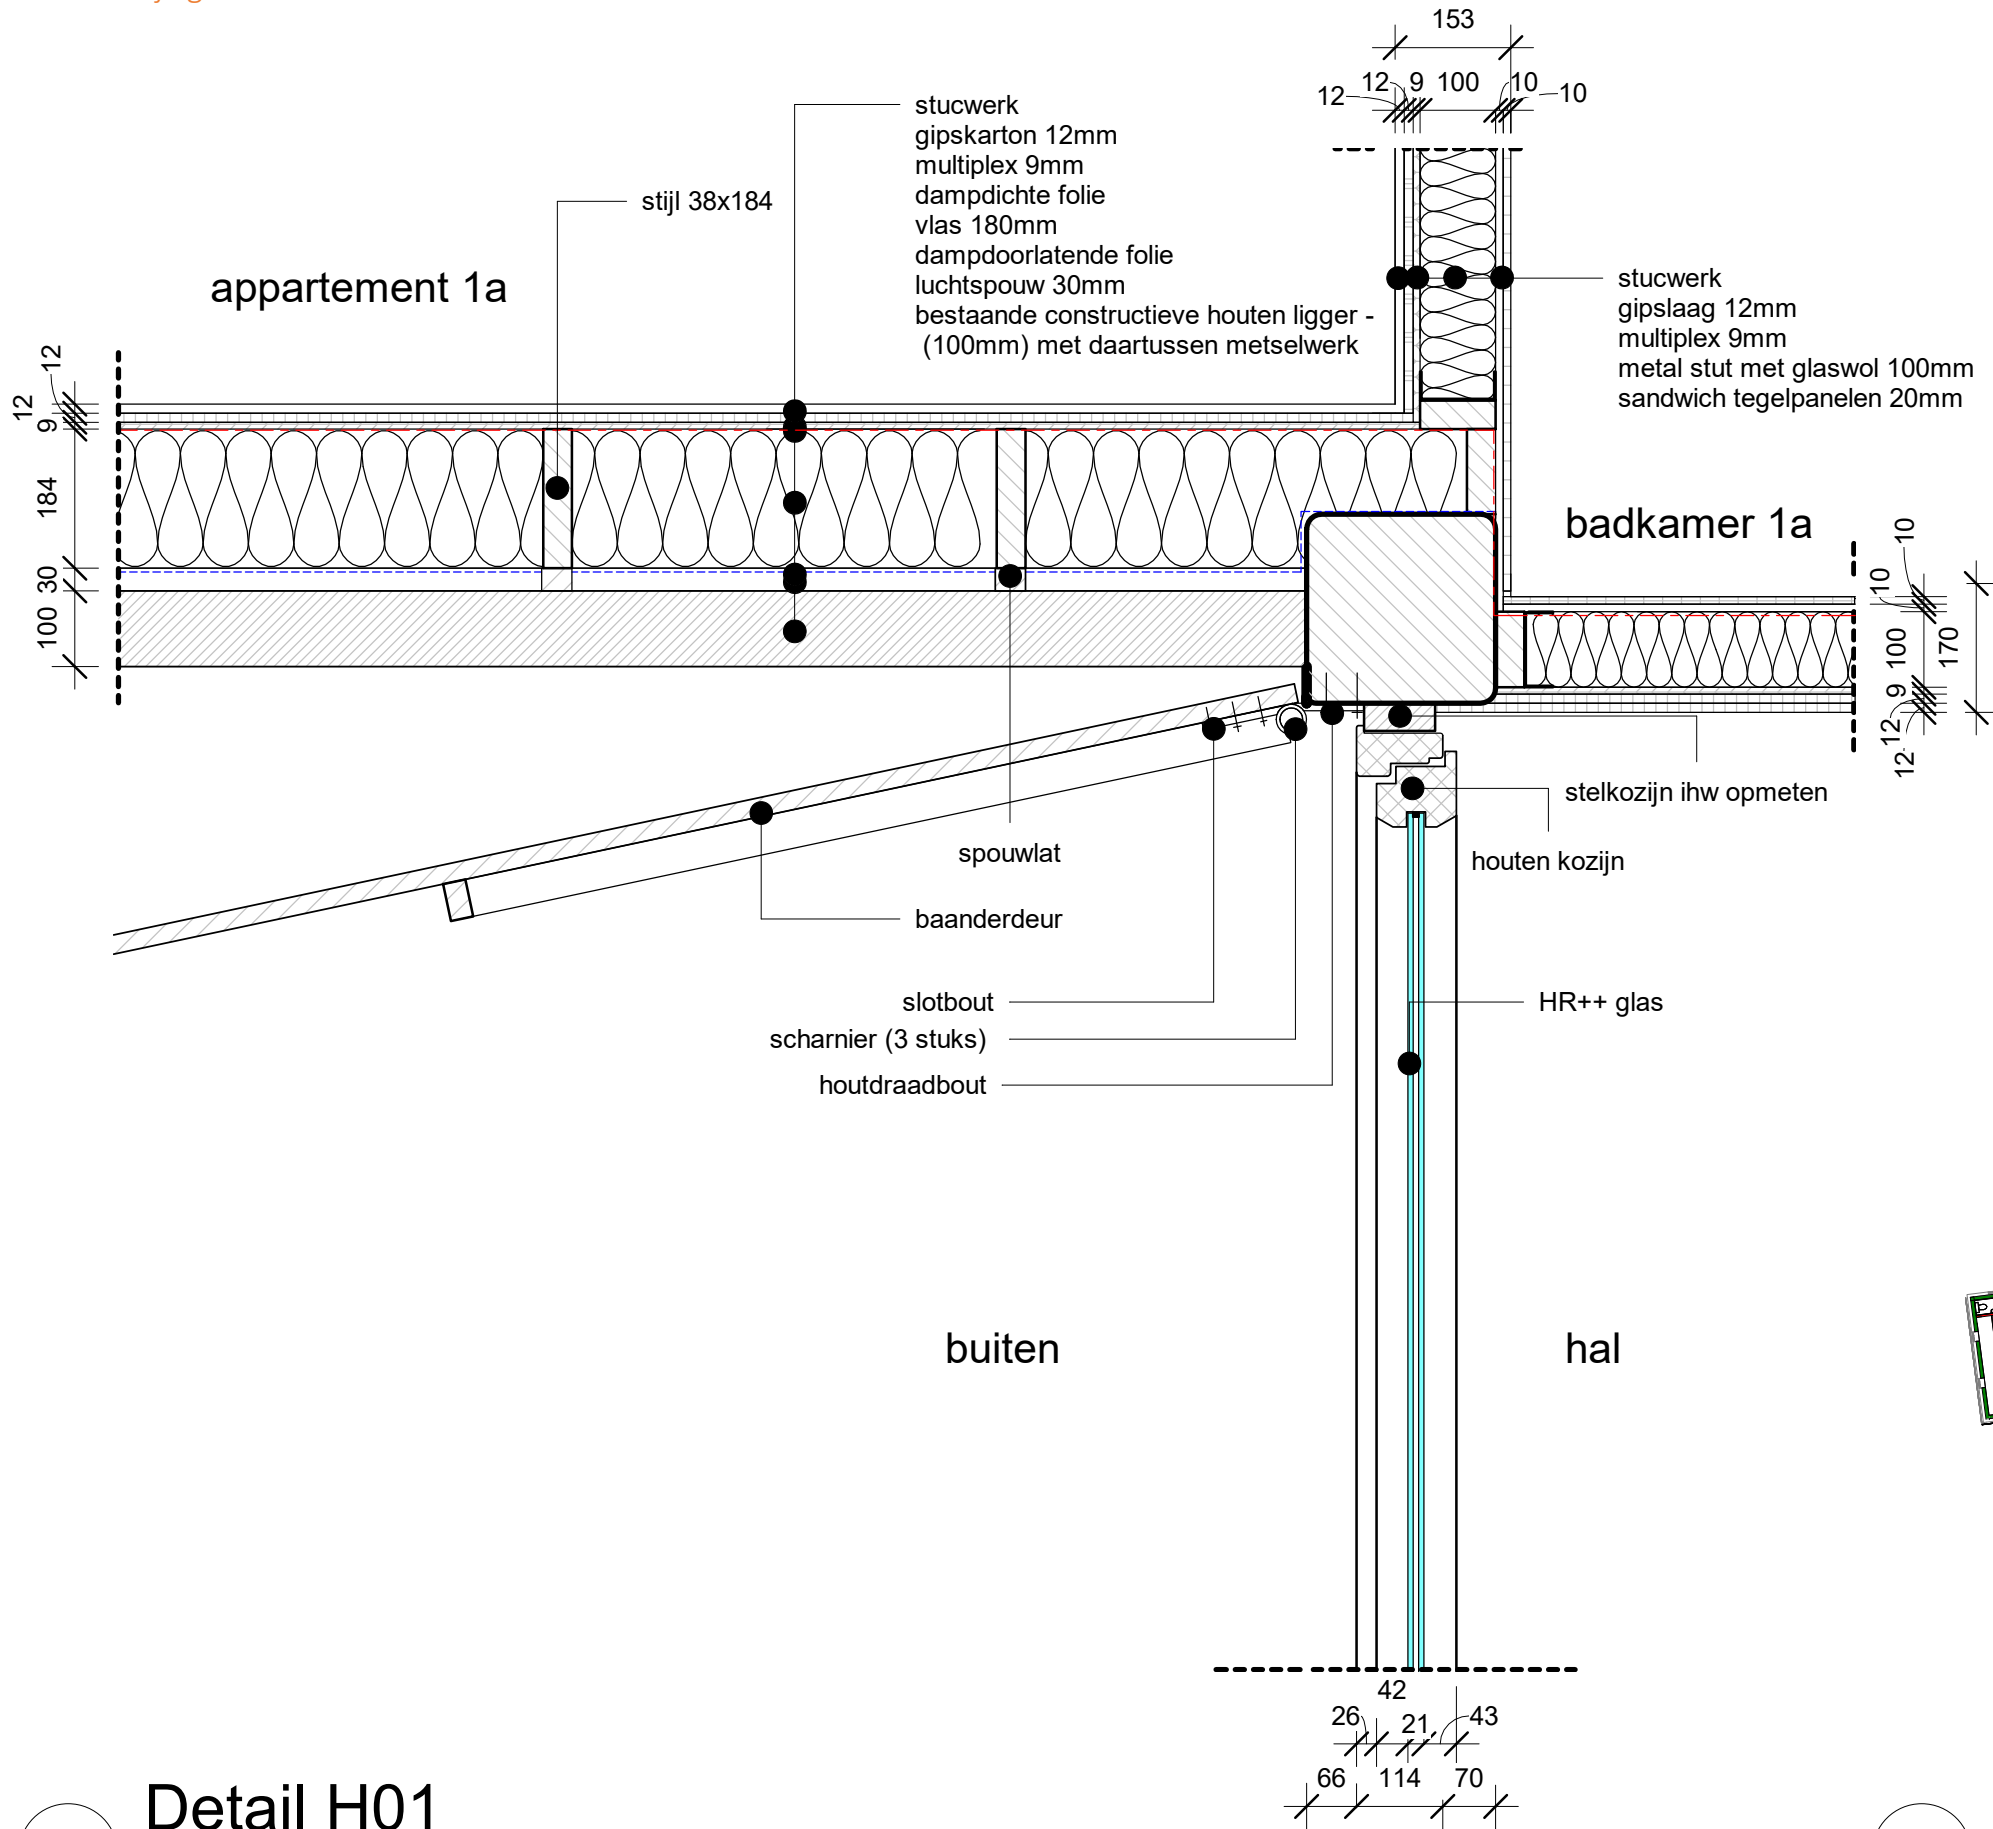 153
12 9 100 10
12 10
stucwerk
gipskarton 12mm
multiplex 9mm
dampdichte folie
vlas 180mm
dampdoorlatende folie
luchtspouw 30mm
bestaande constructieve houten ligger -
(100mm) met daartussen metselwerk
stijl 38x184
appartement 1a
stucwerk
gipslaag 12mm
multiplex 9mm
metal stut met glaswol 100mm
sandwich tegelpanelen 20mm
12
12
9
184
30
100
badkamer 1a
10
10
100
170
9
12
12
stelkozijn ihw opmeten
houten kozijn
spouwlat
baanderdeur
slotbout
scharnier (3 stuks)
houtdraadbout
HR++ glas
buiten
hal
42
26 21 43
66 114 70
Detail H01